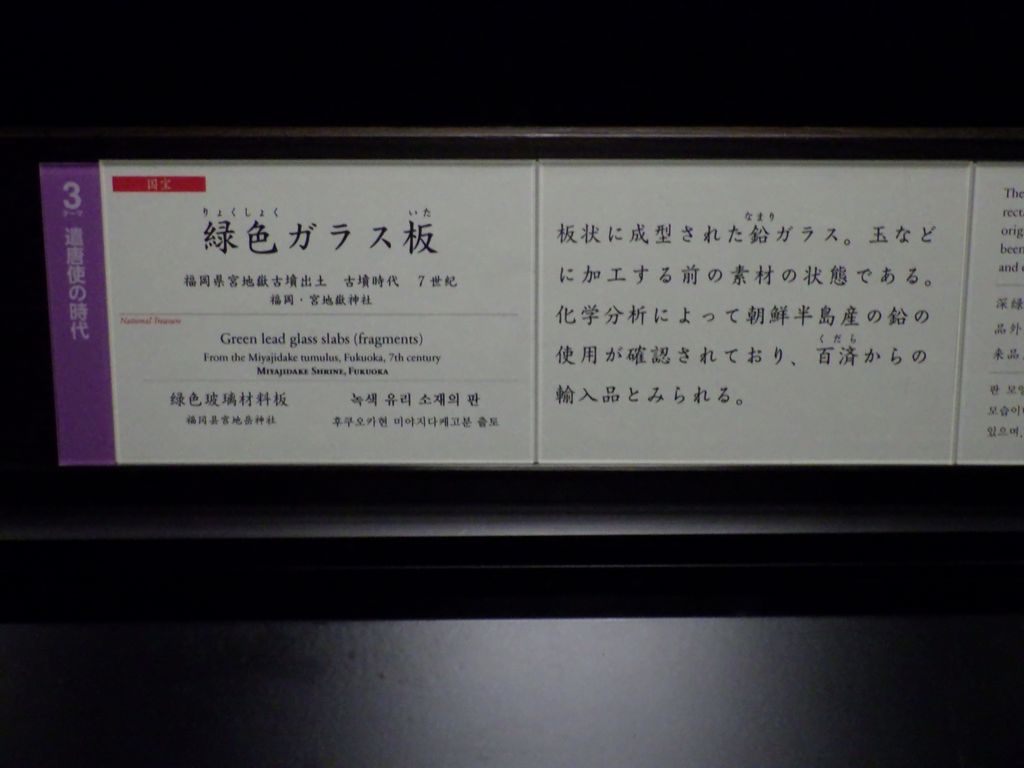 3
テーマ
遣唐使の時代
国宝
りょくしょく いた
緑色ガラス板
福岡県宮地嶽古墳出土 古墳時代 7世紀
福岡・宮地嶽神社
National Treasure
Green lead glass slabs (fragments)
From the Miyajidake tumulus, Fukuoka, 7th century
MIYAJIDAKE SHRINE, FUKUOKA
绿色玻璃材料板
福冈县宫地岳神社
녹색 유리 소재의 판
후쿠오카현 미야지다케고분 출토
なまり
板状に成型された鉛ガラス。玉など
に加工する前の素材の状態である。
化学分析によって朝鮮半島産の鉛の
くだら
使用が確認されており、百済からの
輸入品とみられる。
The
rectu
orig
been
and
深绿
品外
来品
판 모양
모습이
있으며,